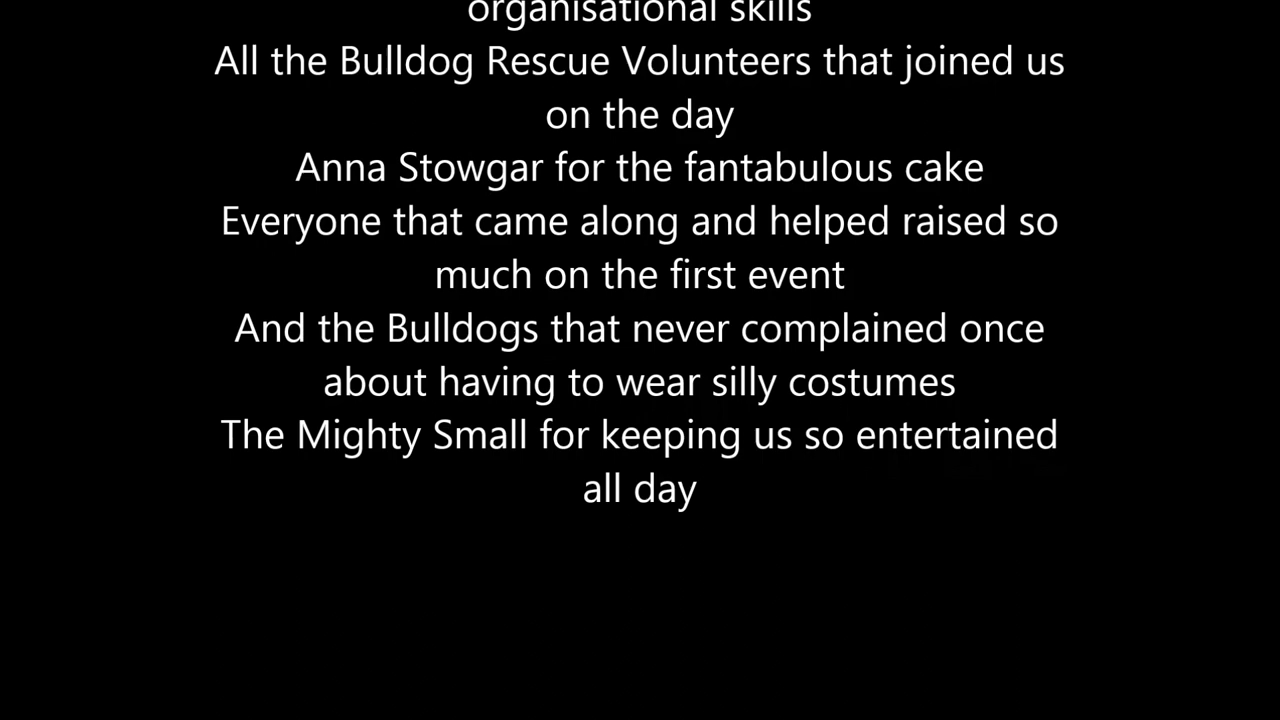 organisational skills
All the Bulldog Rescue Volunteers that joined us
on the day
Anna Stowgar for the fantabulous cake
Everyone that came along and helped raised so
much on the first event
And the Bulldogs that never complained once
about having to wear silly costumes
The Mighty Small for keeping us so entertained
all day